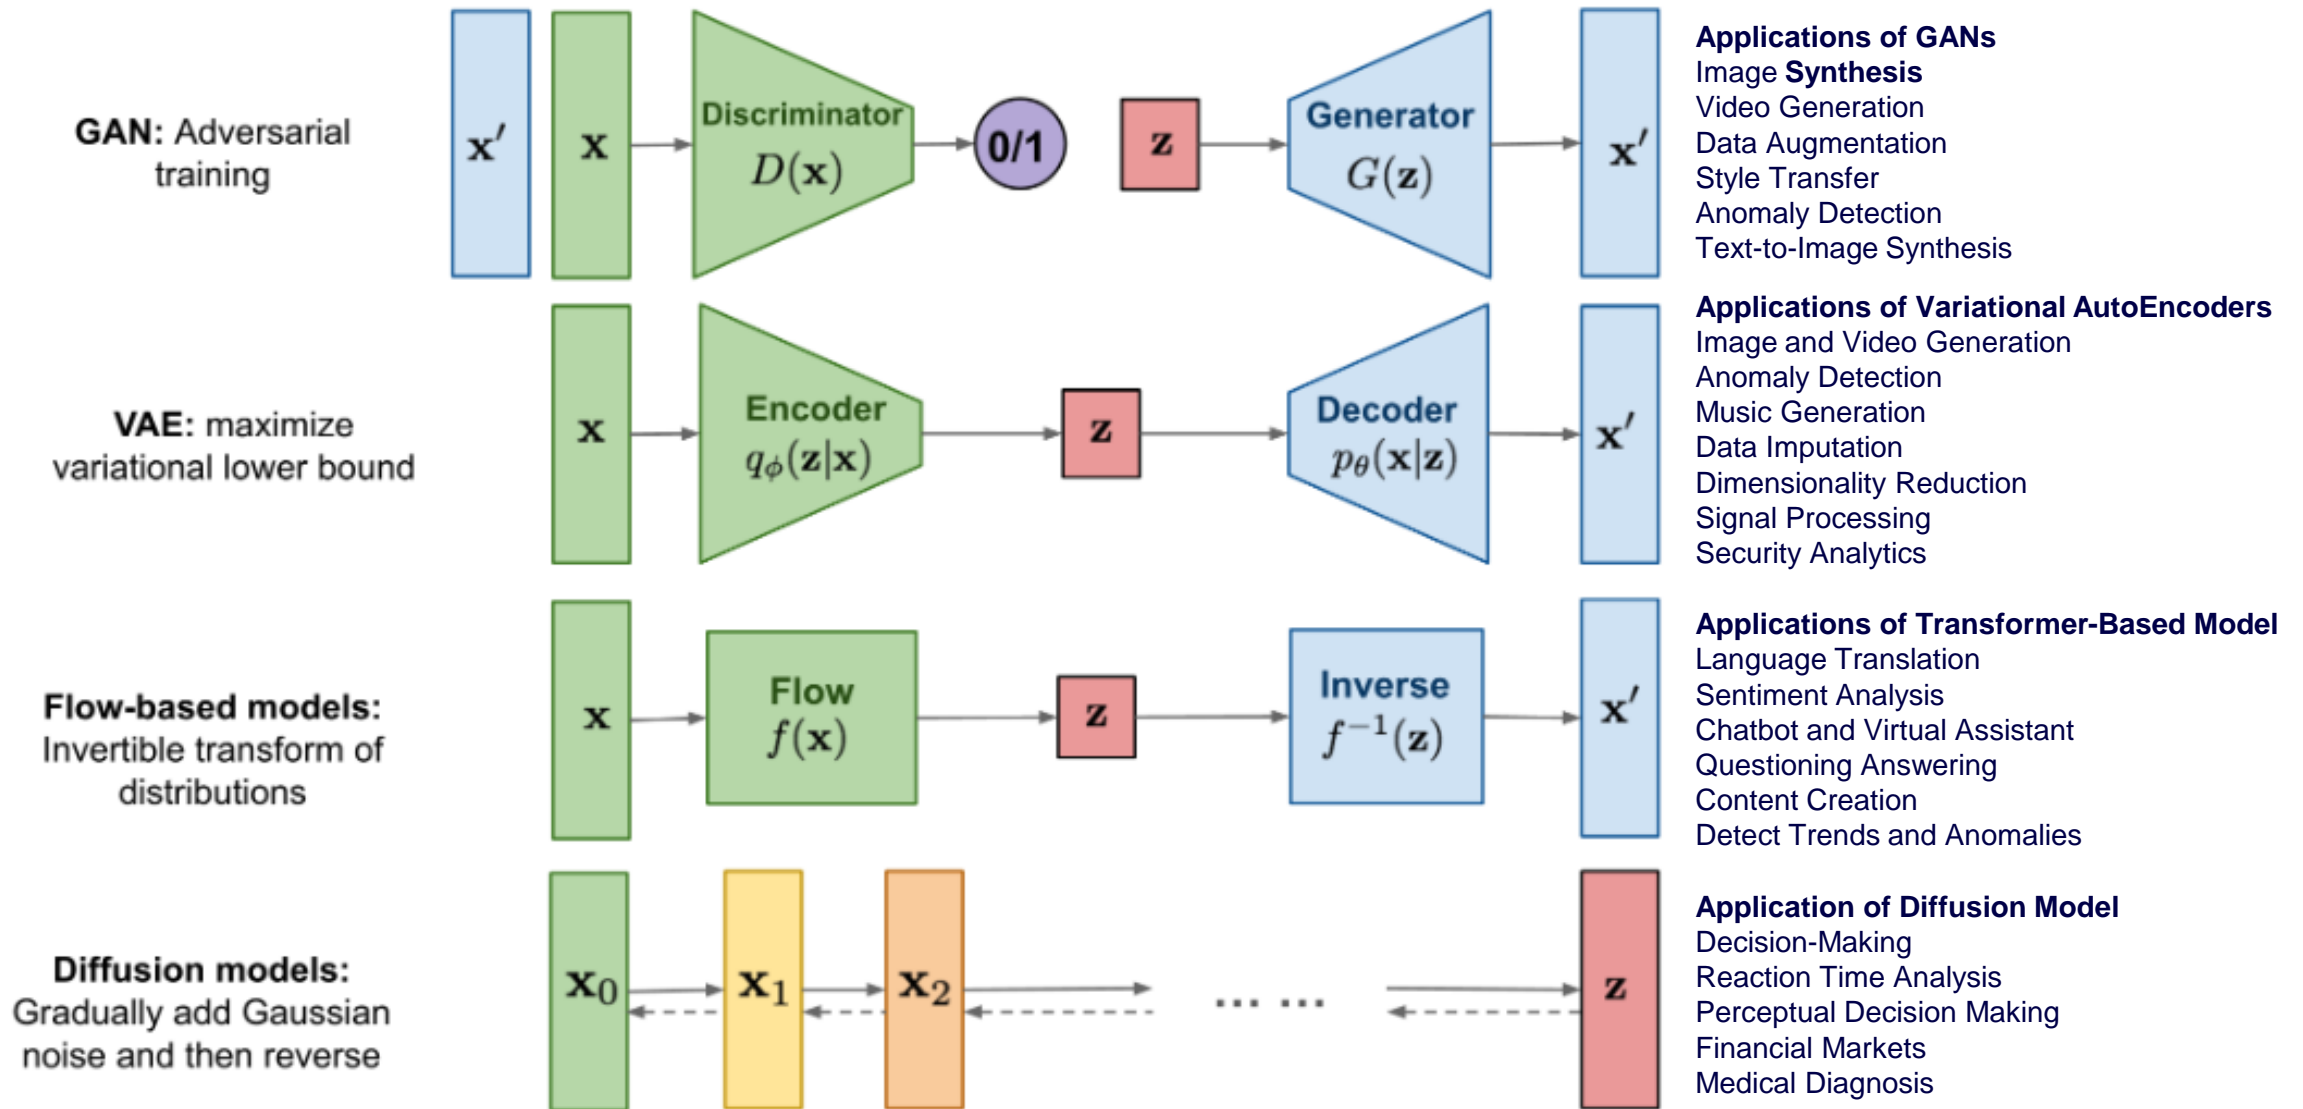 GAN: Adversarial
training
x′
x
Discriminator
D(x)
0/1
z
Generator
G(z)
x′
Applications of GANs
Image Synthesis
Video Generation
Data Augmentation
Style Transfer
Anomaly Detection
Text-to-Image Synthesis
VAE: maximize
variational lower bound
x
Encoder
qϕ(z|x)
z
Decoder
pθ(x|z)
x′
Applications of Variational AutoEncoders
Image and Video Generation
Anomaly Detection
Music Generation
Data Imputation
Dimensionality Reduction
Signal Processing
Security Analytics
Flow-based models:
Invertible transform of
distributions
x
Flow
f(x)
z
Inverse
f⁻¹(z)
x′
Applications of Transformer-Based Model
Language Translation
Sentiment Analysis
Chatbot and Virtual Assistant
Questioning Answering
Content Creation
Detect Trends and Anomalies
Diffusion models:
Gradually add Gaussian
noise and then reverse
x₀
x₁
x₂
... ...
z
Application of Diffusion Model
Decision-Making
Reaction Time Analysis
Perceptual Decision Making
Financial Markets
Medical Diagnosis